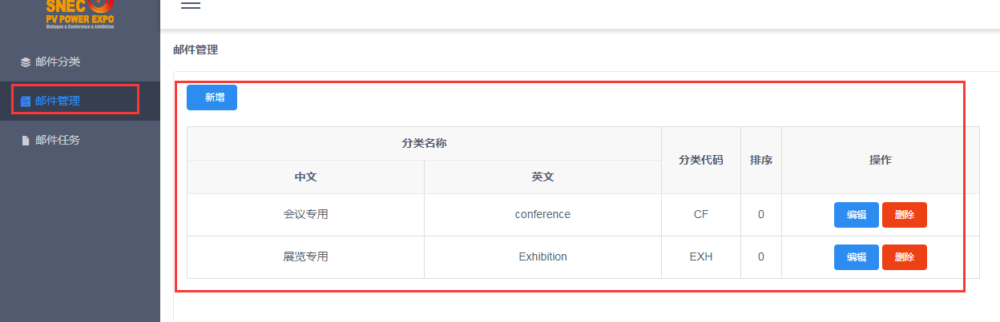 SNEC
PV POWER EXPO
Dialogue & Conference & Exhibition
邮件分类
邮件管理
邮件任务
邮件管理
新增
分类名称 分类代码 排序 操作
中文 英文
会议专用 conference CF 0 编辑 删除
展览专用 Exhibition EXH 0 编辑 删除